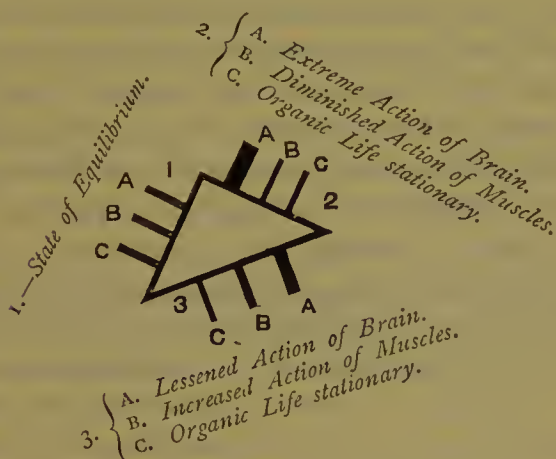 2. { A. Extreme Action of Brain.
B. Diminished Action of Muscles.
C. Organic Life stationary.
1.—State of Equilibrium.
A B C
1
A B C
2
3
C B A
3. { A. Lessened Action of Brain.
B. Increased Action of Muscles.
C. Organic Life stationary.